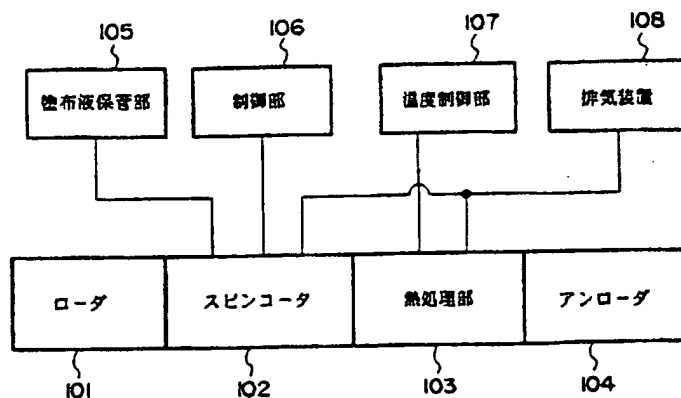 105
106
107
108
塗布液保管部
制御部
温度制御部
排気装置
ローダ
スピンコータ
熱処理部
アンローダ
101
102
103
104